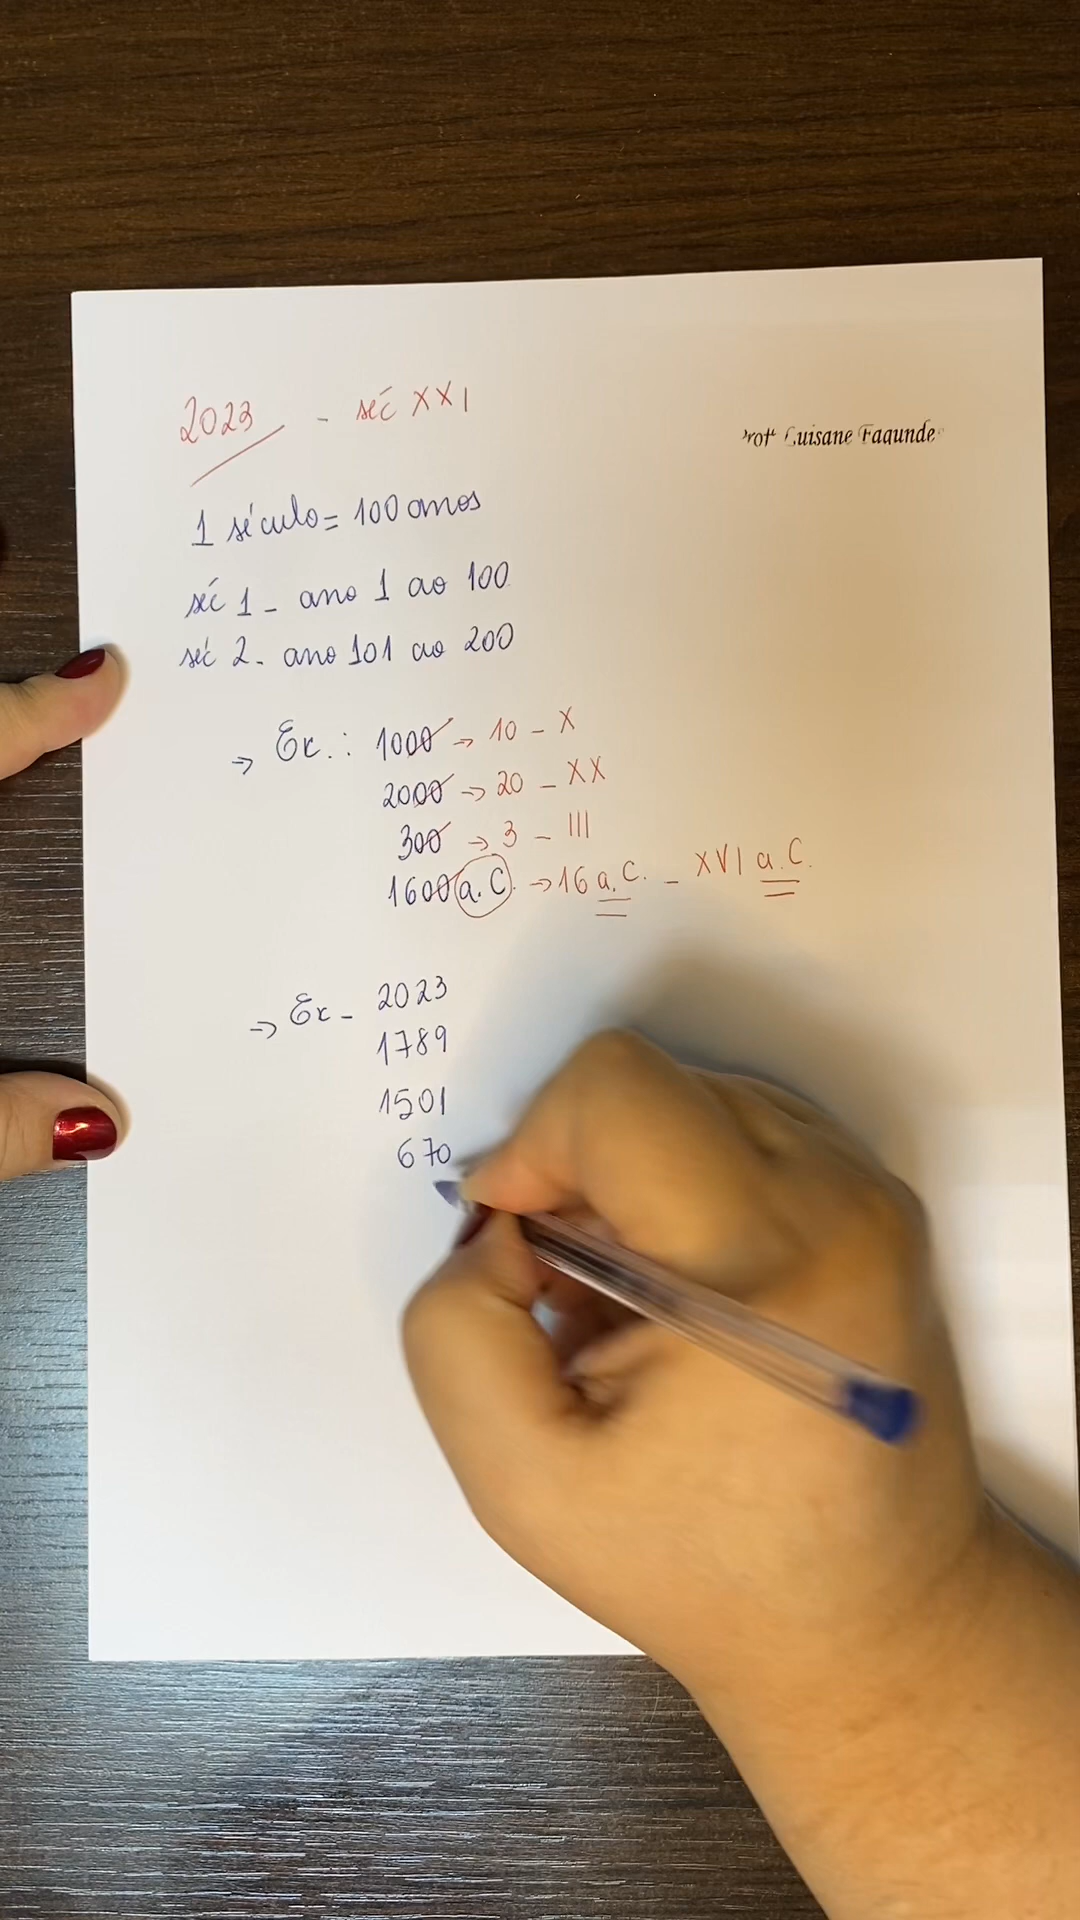 2023 - séc XXI
Profª Luisane Fagundes
1 século = 100 anos
séc 1 - ano 1 ao 100
séc 2 - ano 101 ao 200
→ Ex.: 1000 → 10 - X
2000 → 20 - XX
300 → 3 - III
1600 a.C. → 16 a.C. - XVI a.C.
→ Ex - 2023
1789
1501
670